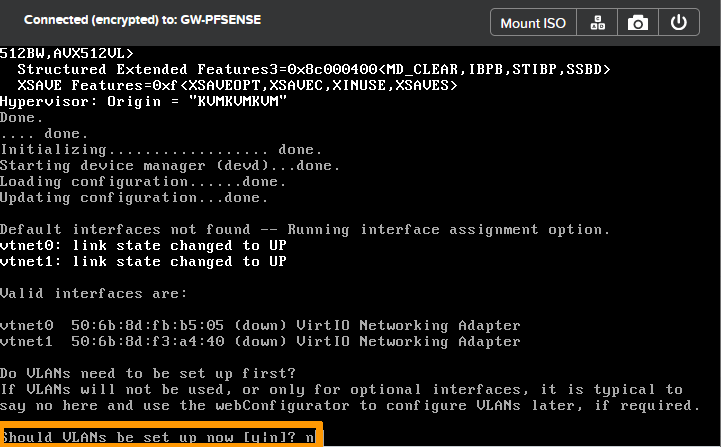 Connected (encrypted) to: GW-PFSENSE
Mount ISO
512BW,AVX512VL>
Structured Extended Features3=0x8c000400<MD_CLEAR,IBPB,STIBP,SSBD>
XSAVE Features=0xf<XSAVEOPT,XSAVEC,XINUSE,XSAVES>
Hypervisor: Origin = "KVMKVMKVM"
Done.
.... done.
Initializing.................. done.
Starting device manager (devd)...done.
Loading configuration......done.
Updating configuration...done.
Default interfaces not found -- Running interface assignment option.
vtnet0: link state changed to UP
vtnet1: link state changed to UP
Valid interfaces are:
vtnet0 50:6b:8d:fb:b5:05 (down) VirtIO Networking Adapter
vtnet1 50:6b:8d:f3:a4:40 (down) VirtIO Networking Adapter
Do VLANs need to be set up first?
If VLANs will not be used, or only for optional interfaces, it is typical to
say no here and use the webConfigurator to configure VLANs later, if required.
Should VLANs be set up now [y|n]? n